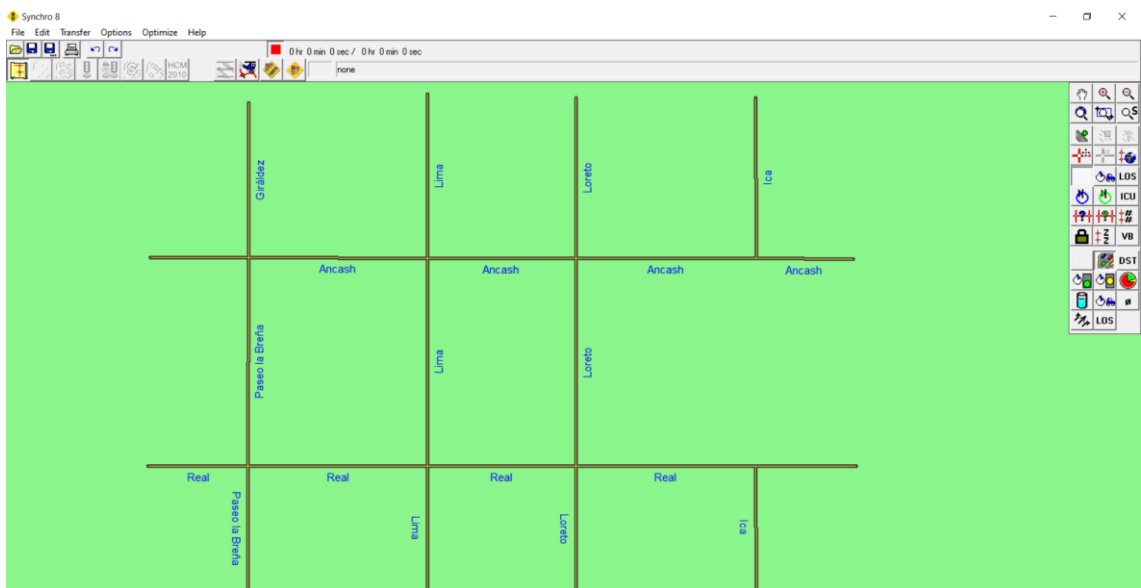 Synchro 8
File Edit Transfer Options Optimize Help
0 hr 0 min 0 sec / 0 hr 0 min 0 sec
HCM
2010
none
S
LOS
ICU
##
Z
Z
VB
DST
ø
LOS
Giráldez
Lima
Loreto
Ica
Ancash Ancash Ancash Ancash
Paseo la Breña
Lima
Loreto
Real Real Real Real
Paseo la Breña
Lima
Loreto
Ica